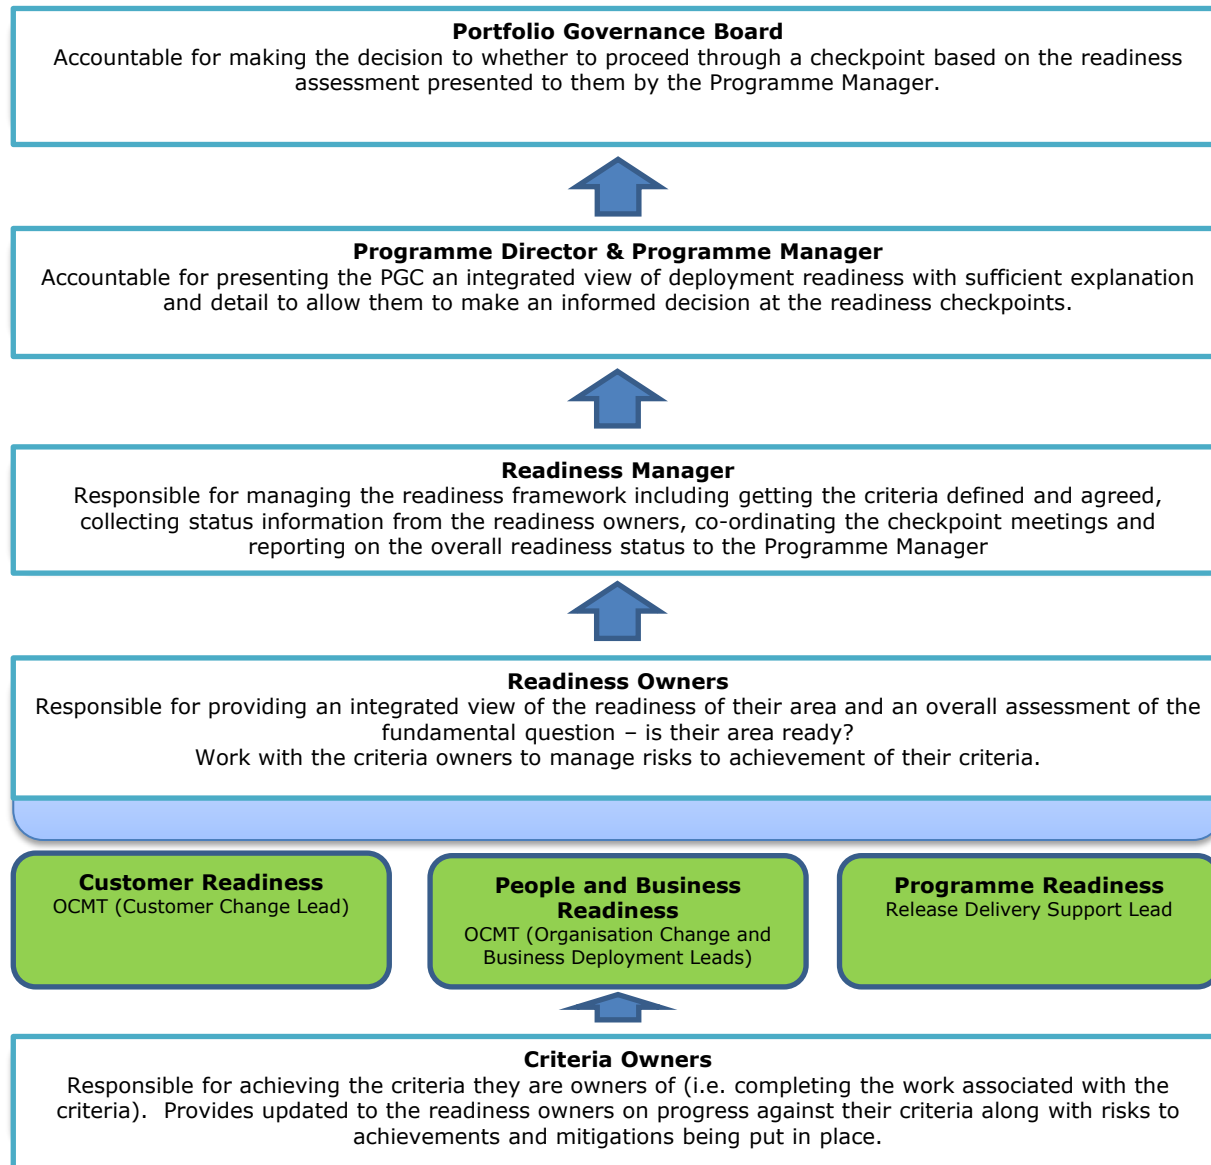 Portfolio Governance Board
Accountable for making the decision to whether to proceed through a checkpoint based on the readiness
assessment presented to them by the Programme Manager.
Programme Director & Programme Manager
Accountable for presenting the PGC an integrated view of deployment readiness with sufficient explanation
and detail to allow them to make an informed decision at the readiness checkpoints.
Readiness Manager
Responsible for managing the readiness framework including getting the criteria defined and agreed,
collecting status information from the readiness owners, co-ordinating the checkpoint meetings and
reporting on the overall readiness status to the Programme Manager
Readiness Owners
Responsible for providing an integrated view of the readiness of their area and an overall assessment of the
fundamental question – is their area ready?
Work with the criteria owners to manage risks to achievement of their criteria.
Customer Readiness
OCMT (Customer Change Lead)
People and Business
Readiness
OCMT (Organisation Change and
Business Deployment Leads)
Programme Readiness
Release Delivery Support Lead
Criteria Owners
Responsible for achieving the criteria they are owners of (i.e. completing the work associated with the
criteria).  Provides updated to the readiness owners on progress against their criteria along with risks to
achievements and mitigations being put in place.